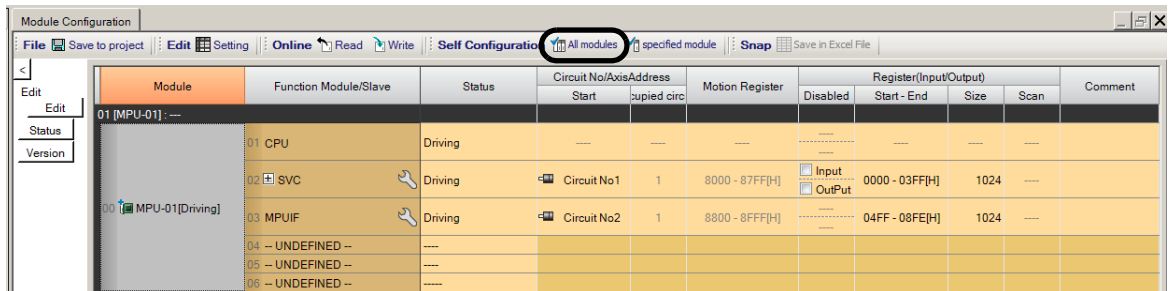 Module Configuration
File Save to project Edit Setting Online Read Write Self Configuration All modules specified module Snap Save in Excel File
<
Edit
Edit
Status
Version
Module Function Module/Slave Status Circuit No/AxisAddress Motion Register Register(Input/Output) Comment
Start cupied circ Disabled Start - End Size Scan
01 [MPU-01] : ---
00 MPU-01[Driving]
01 CPU Driving ---- ---- ---- ---- ---- ---- ---- ----
02 + SVC Driving Circuit No1 1 8000 - 87FF[H] Input OutPut 0000 - 03FF[H] 1024 ----
03 MPUIF Driving Circuit No2 1 8800 - 8FFF[H] ---- ---- 04FF - 08FE[H] 1024 ----
04 -- UNDEFINED -- ----
05 -- UNDEFINED -- ----
06 -- UNDEFINED -- -----